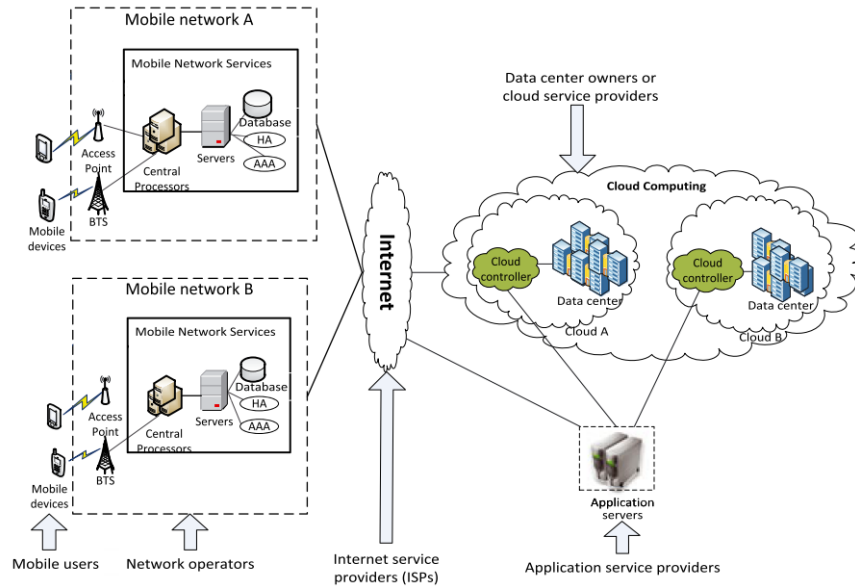 Mobile network A
Mobile Network Services
Database
HA
AAA
Servers
Central
Processors
Access
Point
BTS
Mobile
devices
Mobile network B
Mobile Network Services
Database
HA
AAA
Servers
Central
Processors
Access
Point
BTS
Mobile
devices
Mobile users
Network operators
Internet
Internet service
providers (ISPs)
Data center owners or
cloud service providers
Cloud Computing
Cloud
controller
Data center
Cloud A
Cloud
controller
Data center
Cloud B
Application
servers
Application service providers